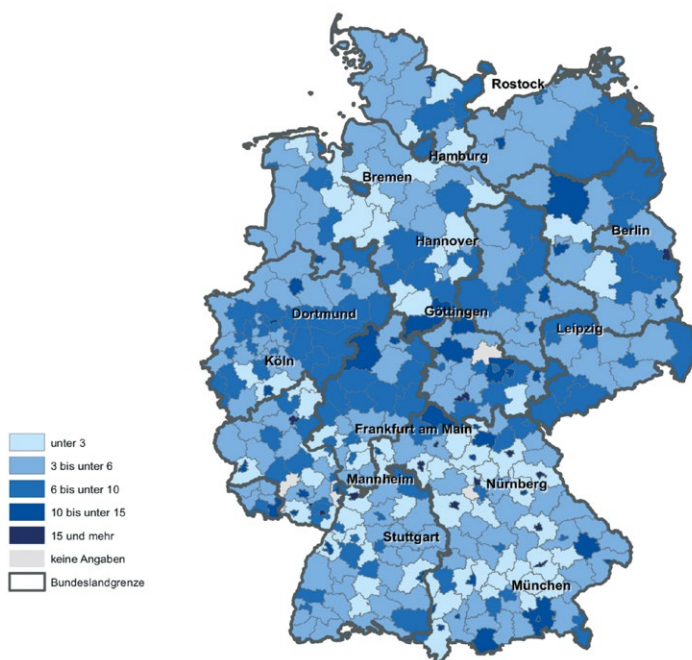 Rostock
Hamburg
Bremen
Berlin
Hannover
Dortmund
Göttingen
Leipzig
Köln
Frankfurt am Main
Mannheim
Nürnberg
Stuttgart
München
unter 3
3 bis unter 6
6 bis unter 10
10 bis unter 15
15 und mehr
keine Angaben
Bundeslandgrenze